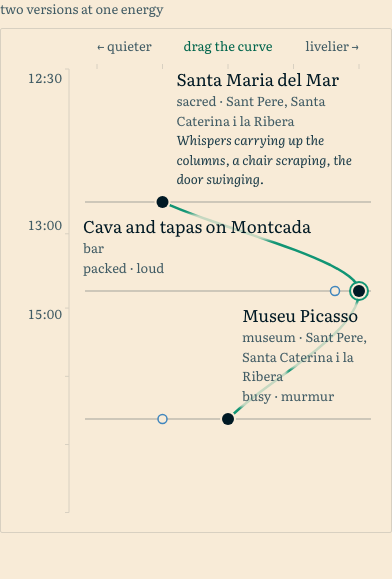 two versions at one energy
← quieter drag the curve livelier →
12:30
Santa Maria del Mar
sacred · Sant Pere, Santa
Caterina i la Ribera
Whispers carrying up the
columns, a chair scraping, the
door swinging.
13:00
Cava and tapas on Montcada
bar
packed · loud
15:00
Museu Picasso
museum · Sant Pere,
Santa Caterina i la
Ribera
busy · murmur